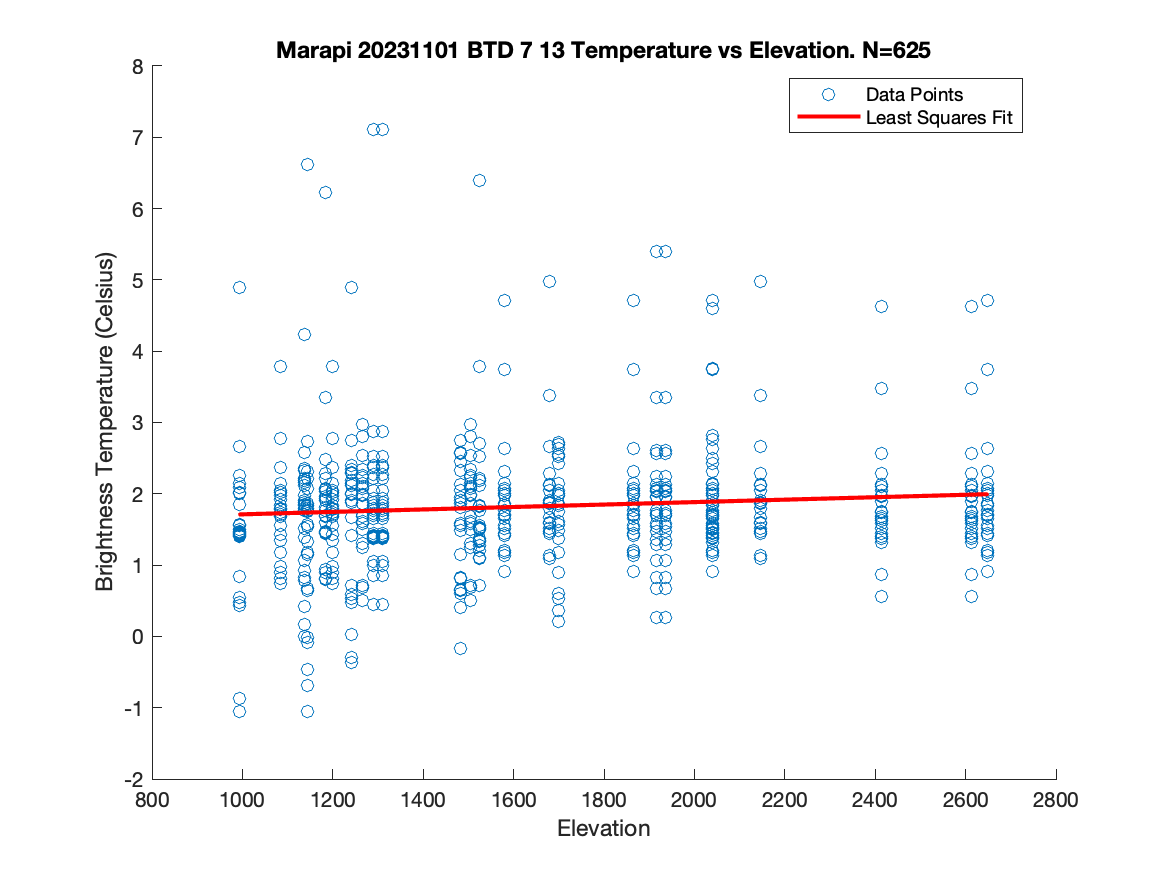 Marapi 20231101 BTD 7 13 Temperature vs Elevation. N=625
8
7
6
5
4
3
2
1
0
-1
-2
Brightness Temperature (Celsius)
Data Points
Least Squares Fit
800 1000 1200 1400 1600 1800 2000 2200 2400 2600 2800
Elevation